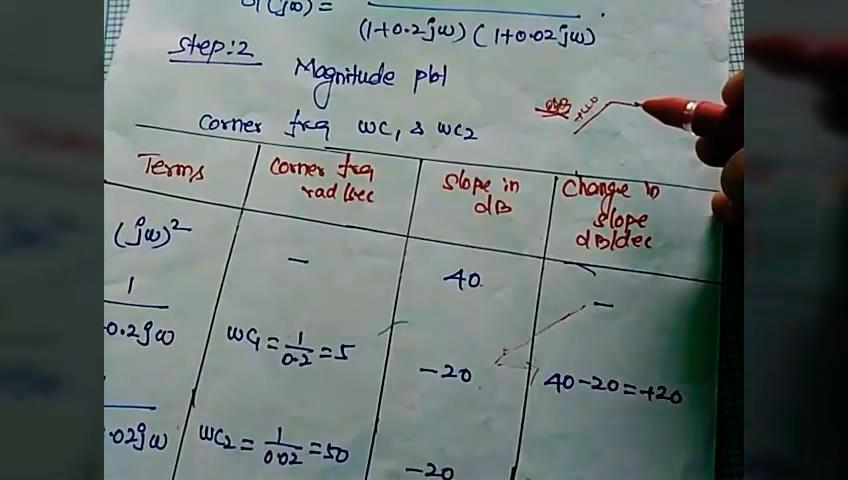 G(jω) =
(1+0.2jω) (1+0.02jω)
Step:2
Magnitude plot
Corner freq ωc1 & ωc2
Terms
Corner frq rad/sec
Slope in dB
Change in slope dB/dec
(jω)²
—
40
—
1
0.2jω
ωc1 = 1/0.2 = 5
-20
40-20=+20
.02jω
ωc2 = 1/0.02 = 50
-20